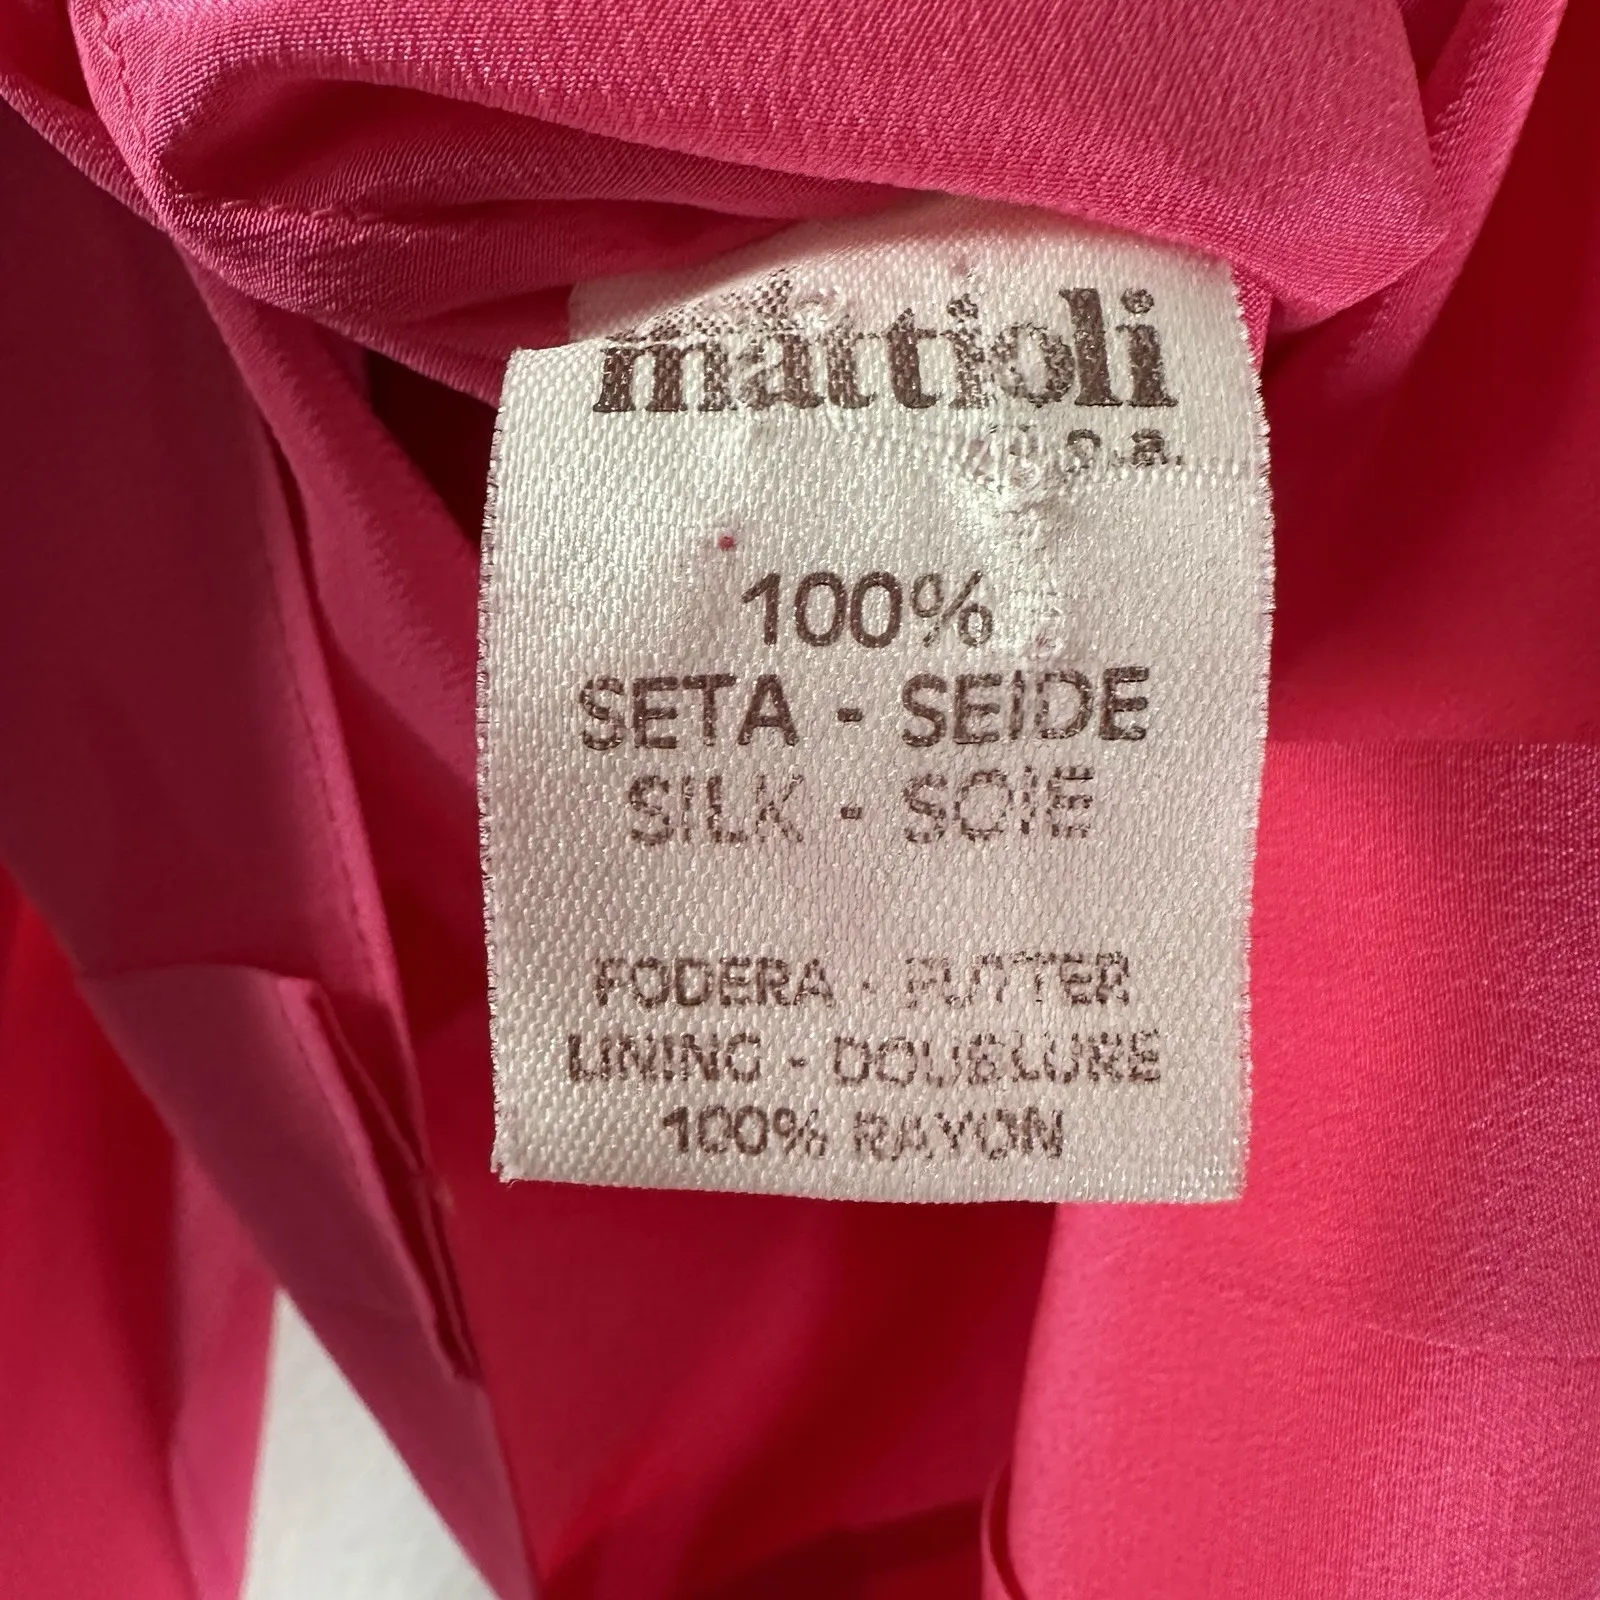 mattioli
s.p.a.
100%
SETA - SEIDE
SILK - SOIE
FODERA - FUTTER
LINING - DOUBLURE
100% RAYON